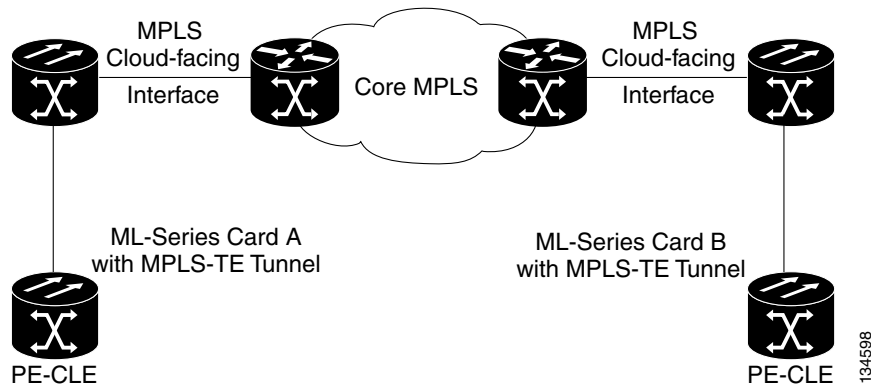 MPLS
Cloud-facing
Interface
Core MPLS
MPLS
Cloud-facing
Interface
ML-Series Card A
with MPLS-TE Tunnel
ML-Series Card B
with MPLS-TE Tunnel
PE-CLE
PE-CLE
134598